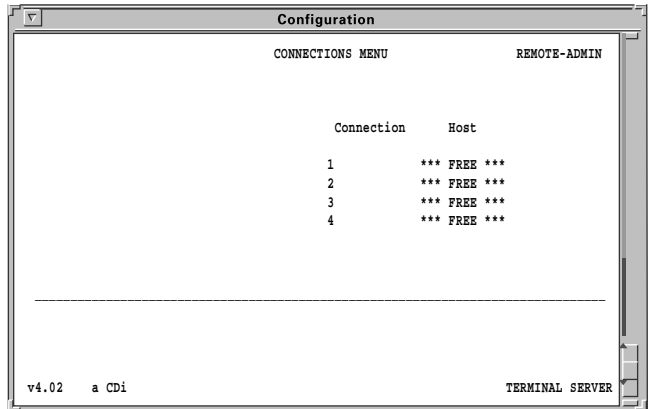 Configuration
CONNECTIONS MENU REMOTE-ADMIN
Connection Host
1 *** FREE ***
2 *** FREE ***
3 *** FREE ***
4 *** FREE ***
v4.02 a CDi TERMINAL SERVER